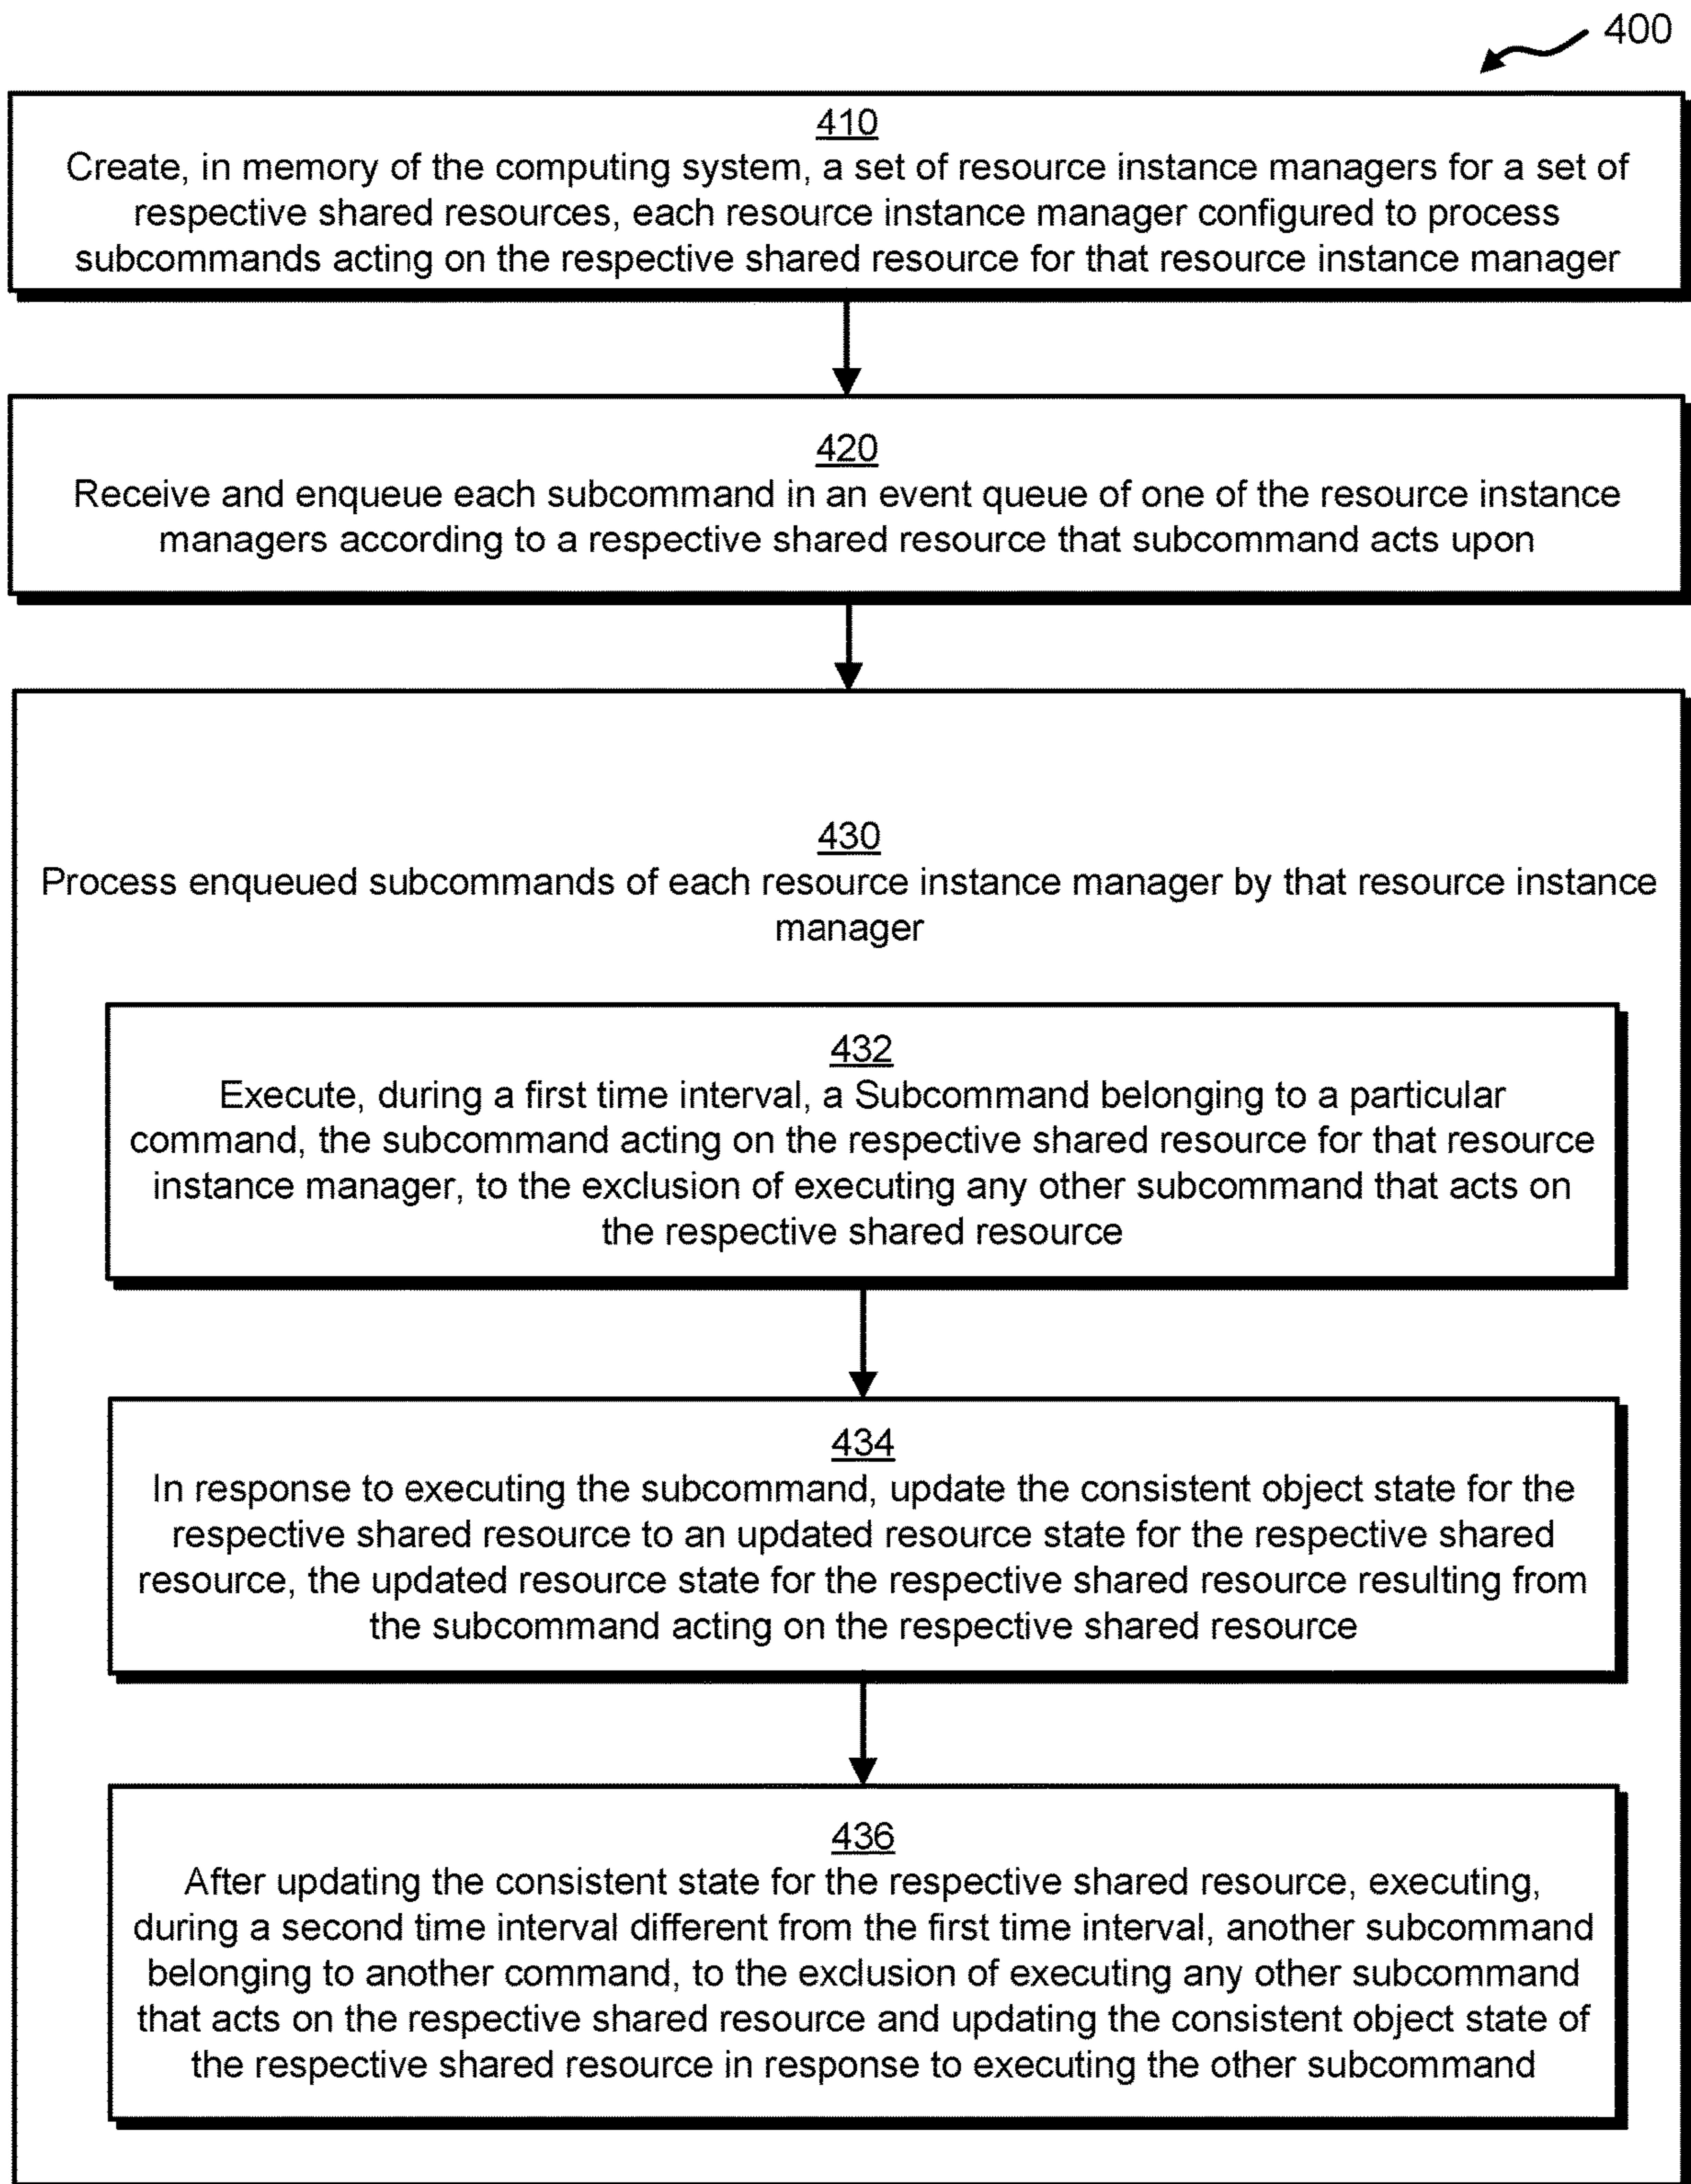 400
410
Create, in memory of the computing system, a set of resource instance managers for a set of
respective shared resources, each resource instance manager configured to process
subcommands acting on the respective shared resource for that resource instance manager
420
Receive and enqueue each subcommand in an event queue of one of the resource instance
managers according to a respective shared resource that subcommand acts upon
430
Process enqueued subcommands of each resource instance manager by that resource instance
manager
432
Execute, during a first time interval, a Subcommand belonging to a particular
command, the subcommand acting on the respective shared resource for that resource
instance manager, to the exclusion of executing any other subcommand that acts on
the respective shared resource
434
In response to executing the subcommand, update the consistent object state for the
respective shared resource to an updated resource state for the respective shared
resource, the updated resource state for the respective shared resource resulting from
the subcommand acting on the respective shared resource
436
After updating the consistent state for the respective shared resource, executing,
during a second time interval different from the first time interval, another subcommand
belonging to another command, to the exclusion of executing any other subcommand
that acts on the respective shared resource and updating the consistent object state of
the respective shared resource in response to executing the other subcommand